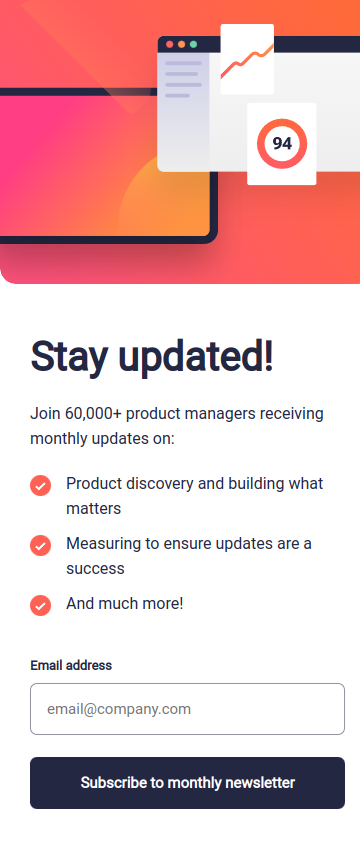 94
Stay updated!
Join 60,000+ product managers receiving
monthly updates on:
Product discovery and building what
matters
Measuring to ensure updates are a
success
And much more!
Email address
email@company.com
Subscribe to monthly newsletter